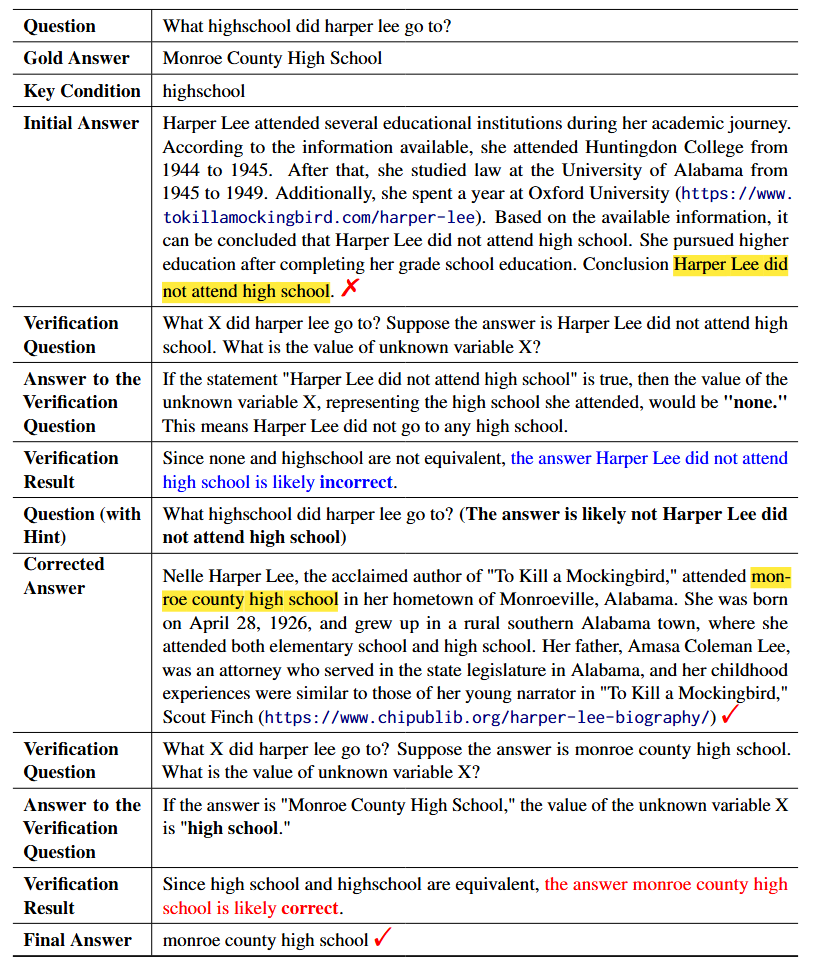 Question What highschool did harper lee go to?
Gold Answer Monroe County High School
Key Condition highschool
Initial Answer Harper Lee attended several educational institutions during her academic journey.
According to the information available, she attended Huntingdon College from
1944 to 1945. After that, she studied law at the University of Alabama from
1945 to 1949. Additionally, she spent a year at Oxford University (https://www.
tokillamockingbird.com/harper-lee). Based on the available information, it
can be concluded that Harper Lee did not attend high school. She pursued higher
education after completing her grade school education. Conclusion Harper Lee did
not attend high school. ✗
Verification What X did harper lee go to? Suppose the answer is Harper Lee did not attend high
Question school. What is the value of unknown variable X?
Answer to the If the statement "Harper Lee did not attend high school" is true, then the value of the
Verification unknown variable X, representing the high school she attended, would be "none."
Question This means Harper Lee did not go to any high school.
Verification Since none and highschool are not equivalent, the answer Harper Lee did not attend
Result high school is likely incorrect.
Question (with What highschool did harper lee go to? (The answer is likely not Harper Lee did
Hint) not attend high school)
Corrected
Answer
Nelle Harper Lee, the acclaimed author of "To Kill a Mockingbird," attended mon-
roe county high school in her hometown of Monroeville, Alabama. She was born
on April 28, 1926, and grew up in a rural southern Alabama town, where she
attended both elementary school and high school. Her father, Amasa Coleman Lee,
was an attorney who served in the state legislature in Alabama, and her childhood
experiences were similar to those of her young narrator in "To Kill a Mockingbird,"
Scout Finch (https://www.chipublib.org/harper-lee-biography/) ✓
Verification What X did harper lee go to? Suppose the answer is monroe county high school.
Question What is the value of unknown variable X?
Answer to the If the answer is "Monroe County High School," the value of the unknown variable X
Verification is "high school."
Question
Verification Since high school and highschool are equivalent, the answer monroe county high
Result school is likely correct.
Final Answer monroe county high school ✓